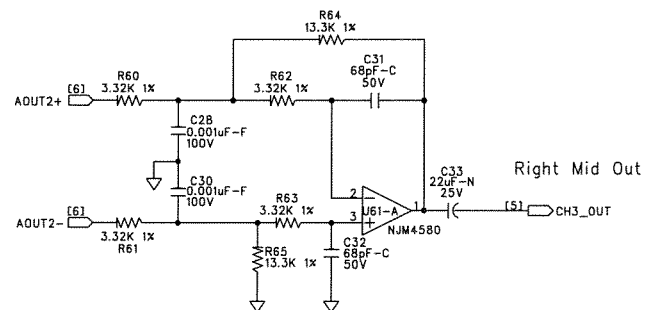 R64
13.3K 1%
C31
68pF-C
50V
R60
3.32K 1%
R62
3.32K 1%
[6]
AOUT2+
C28
0.001uF-F
100V
C30
0.001uF-F
100V
Right Mid Out
C33
22uF-N
25V
2
U61-A
1
3
NJM4580
[5]
CH3_OUT
[6]
AOUT2-
R63
3.32K 1%
3.32K 1%
R61
R65
13.3K 1%
C32
68pF-C
50V